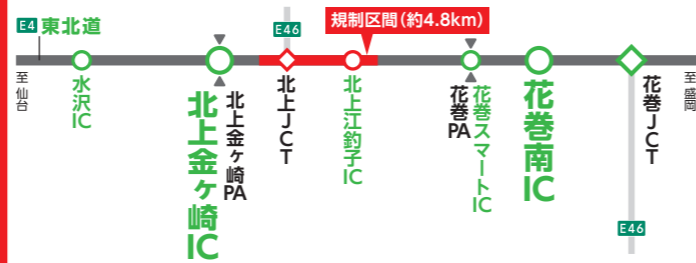 E4 東北道
E46
規制区間(約4.8km)
至仙台
水沢IC
北上金ヶ崎IC
北上金ヶ崎PA
北上JCT
北上江釣子IC
花巻PA
花巻スマートIC
花巻南IC
花巻JCT
至盛岡
E46